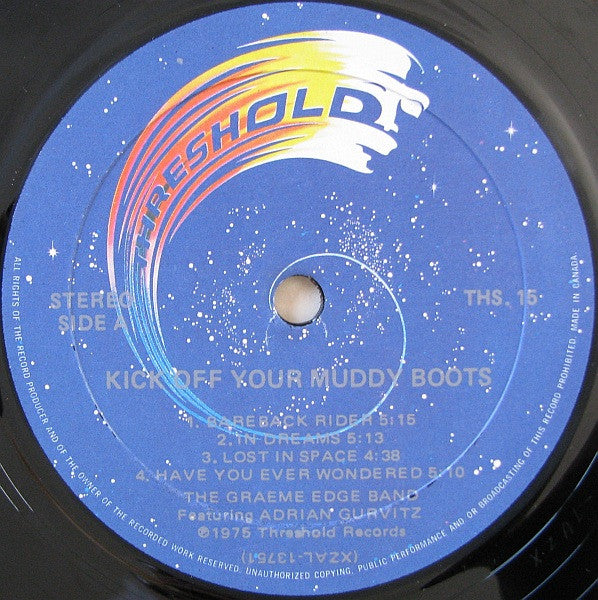 THRESHOLD
STEREO
SIDE A
THS. 15
KICK OFF YOUR MUDDY BOOTS
1. BAREBACK RIDER 5:15
2. IN DREAMS 5:13
3. LOST IN SPACE 4:38
4. HAVE YOU EVER WONDERED 5:10
THE GRAEME EDGE BAND
Featuring ADRIAN GURVITZ
℗1975 Threshold Records
(XZAL-13751)
ALL RIGHTS OF THE RECORD PRODUCER AND OF THE OWNER OF THE RECORDED WORK RESERVED. UNAUTHORIZED COPYING, PUBLIC PERFORMANCE AND/OR BROADCASTING OF THIS RECORD PROHIBITED. MADE IN CANADA.